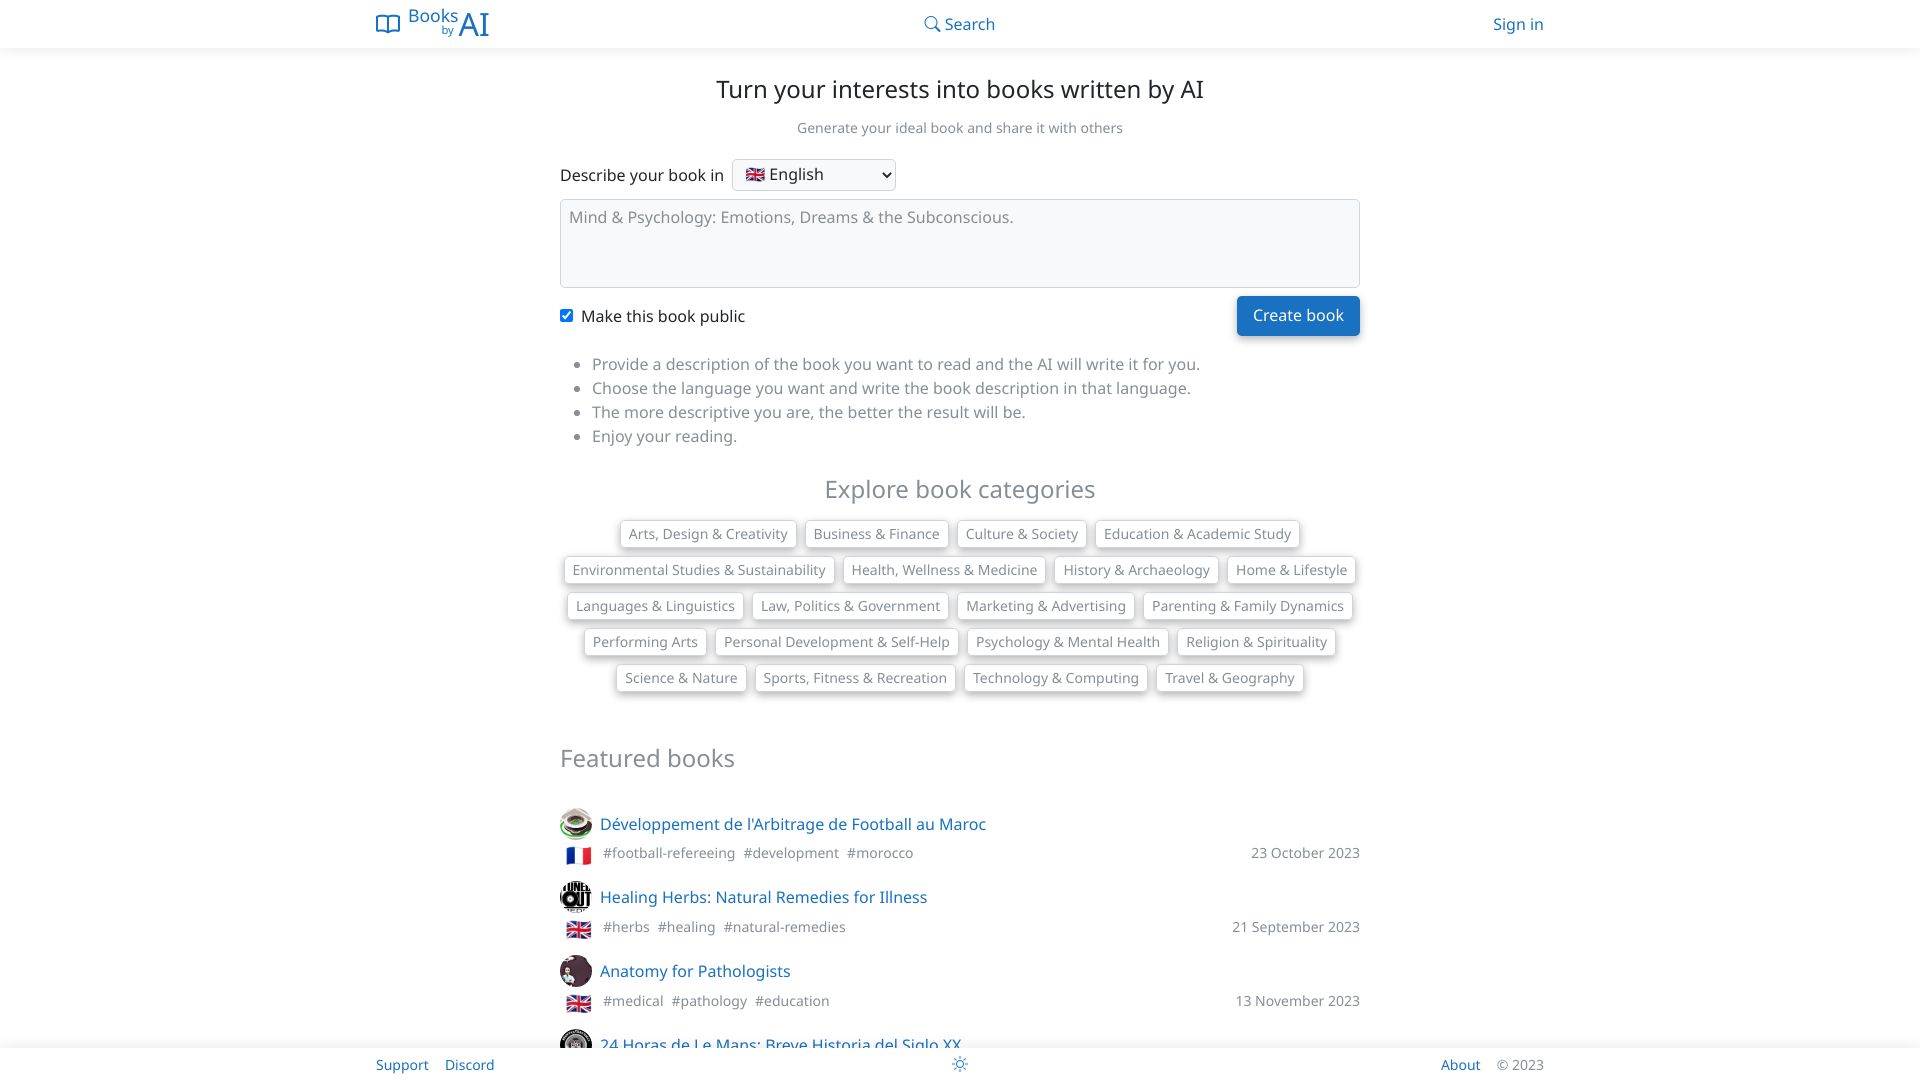 Books by AI
Search
Sign in
Turn your interests into books written by AI
Generate your ideal book and share it with others
Describe your book in English
Mind & Psychology: Emotions, Dreams & the Subconscious.
Make this book public
Create book
Provide a description of the book you want to read and the AI will write it for you.
Choose the language you want and write the book description in that language.
The more descriptive you are, the better the result will be.
Enjoy your reading.
Explore book categories
Arts, Design & Creativity Business & Finance Culture & Society Education & Academic Study
Environmental Studies & Sustainability Health, Wellness & Medicine History & Archaeology Home & Lifestyle
Languages & Linguistics Law, Politics & Government Marketing & Advertising Parenting & Family Dynamics
Performing Arts Personal Development & Self-Help Psychology & Mental Health Religion & Spirituality
Science & Nature Sports, Fitness & Recreation Technology & Computing Travel & Geography
Featured books
Développement de l'Arbitrage de Football au Maroc
#football-refereeing #development #morocco 23 October 2023
Healing Herbs: Natural Remedies for Illness
#herbs #healing #natural-remedies 21 September 2023
Anatomy for Pathologists
#medical #pathology #education 13 November 2023
24 Horas de Le Mans: Breve Historia del Siglo XX
Support Discord
About © 2023